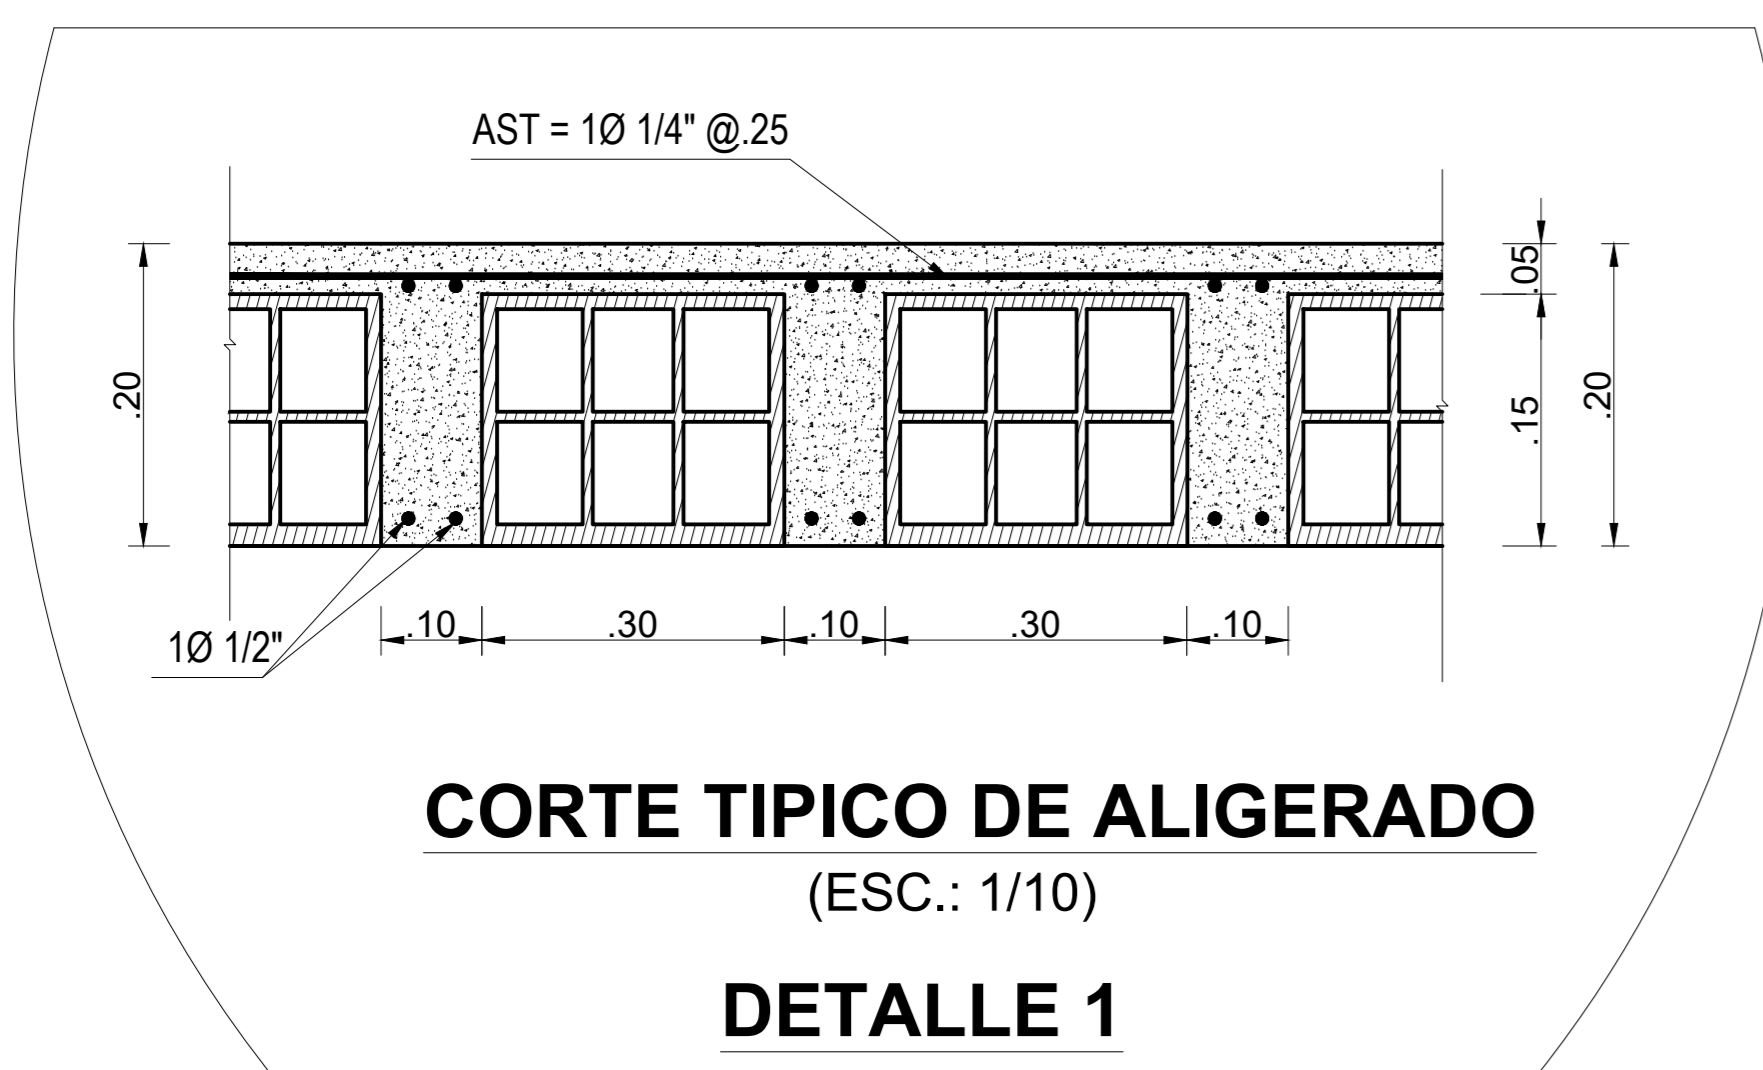 AST = 1Ø 1/4" @.25
.20
.05
.15
.20
1Ø 1/2"
.10
.30
.10
.30
.10
CORTE TIPICO DE ALIGERADO
(ESC.: 1/10)
DETALLE 1